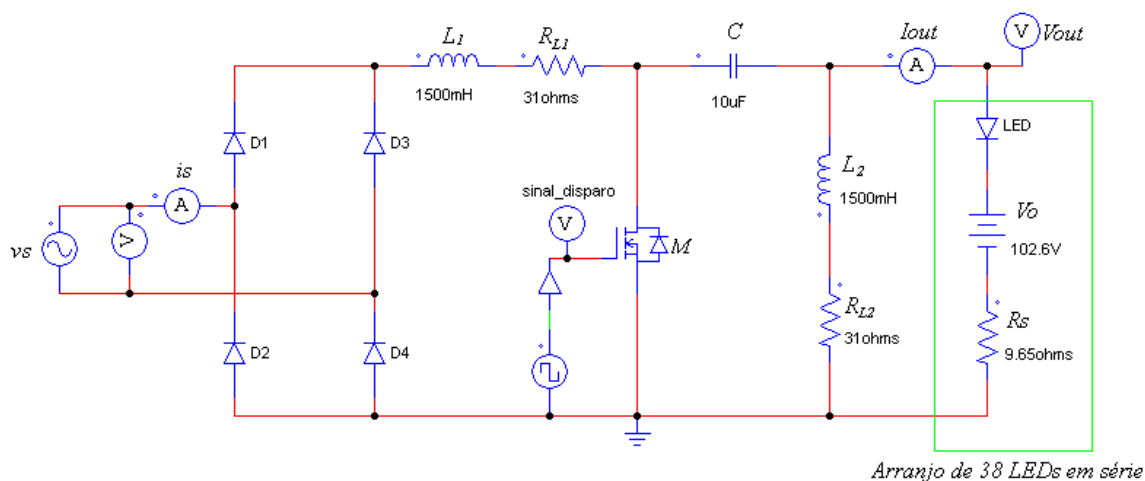 L1
RL1
C
Iout
Vout
V
A
1500mH
31ohms
10uF
LED
D1
D3
is
A
sinal_disparo
V
L2
1500mH
Vo
102.6V
vs
V
M
RL2
31ohms
Rs
9.65ohms
D2
D4
Arranjo de 38 LEDs em série